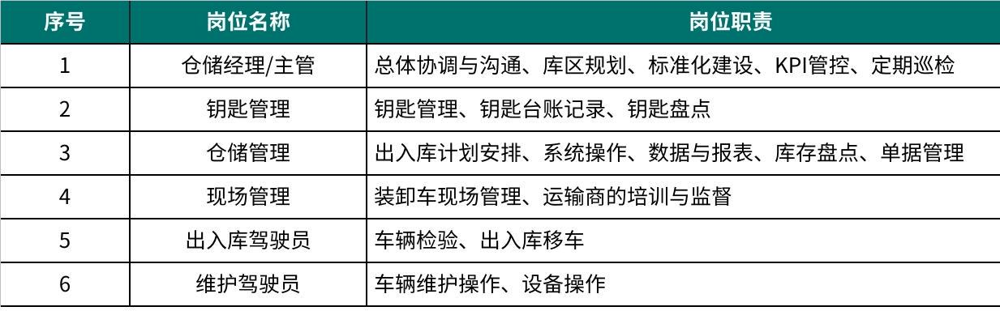 序号 岗位名称 岗位职责
1 仓储经理/主管 总体协调与沟通、库区规划、标准化建设、KPI管控、定期巡检
2 钥匙管理 钥匙管理、钥匙台账记录、钥匙盘点
3 仓储管理 出入库计划安排、系统操作、数据与报表、库存盘点、单据管理
4 现场管理 装卸车现场管理、运输商的培训与监督
5 出入库驾驶员 车辆检验、出入库移车
6 维护驾驶员 车辆维护操作、设备操作